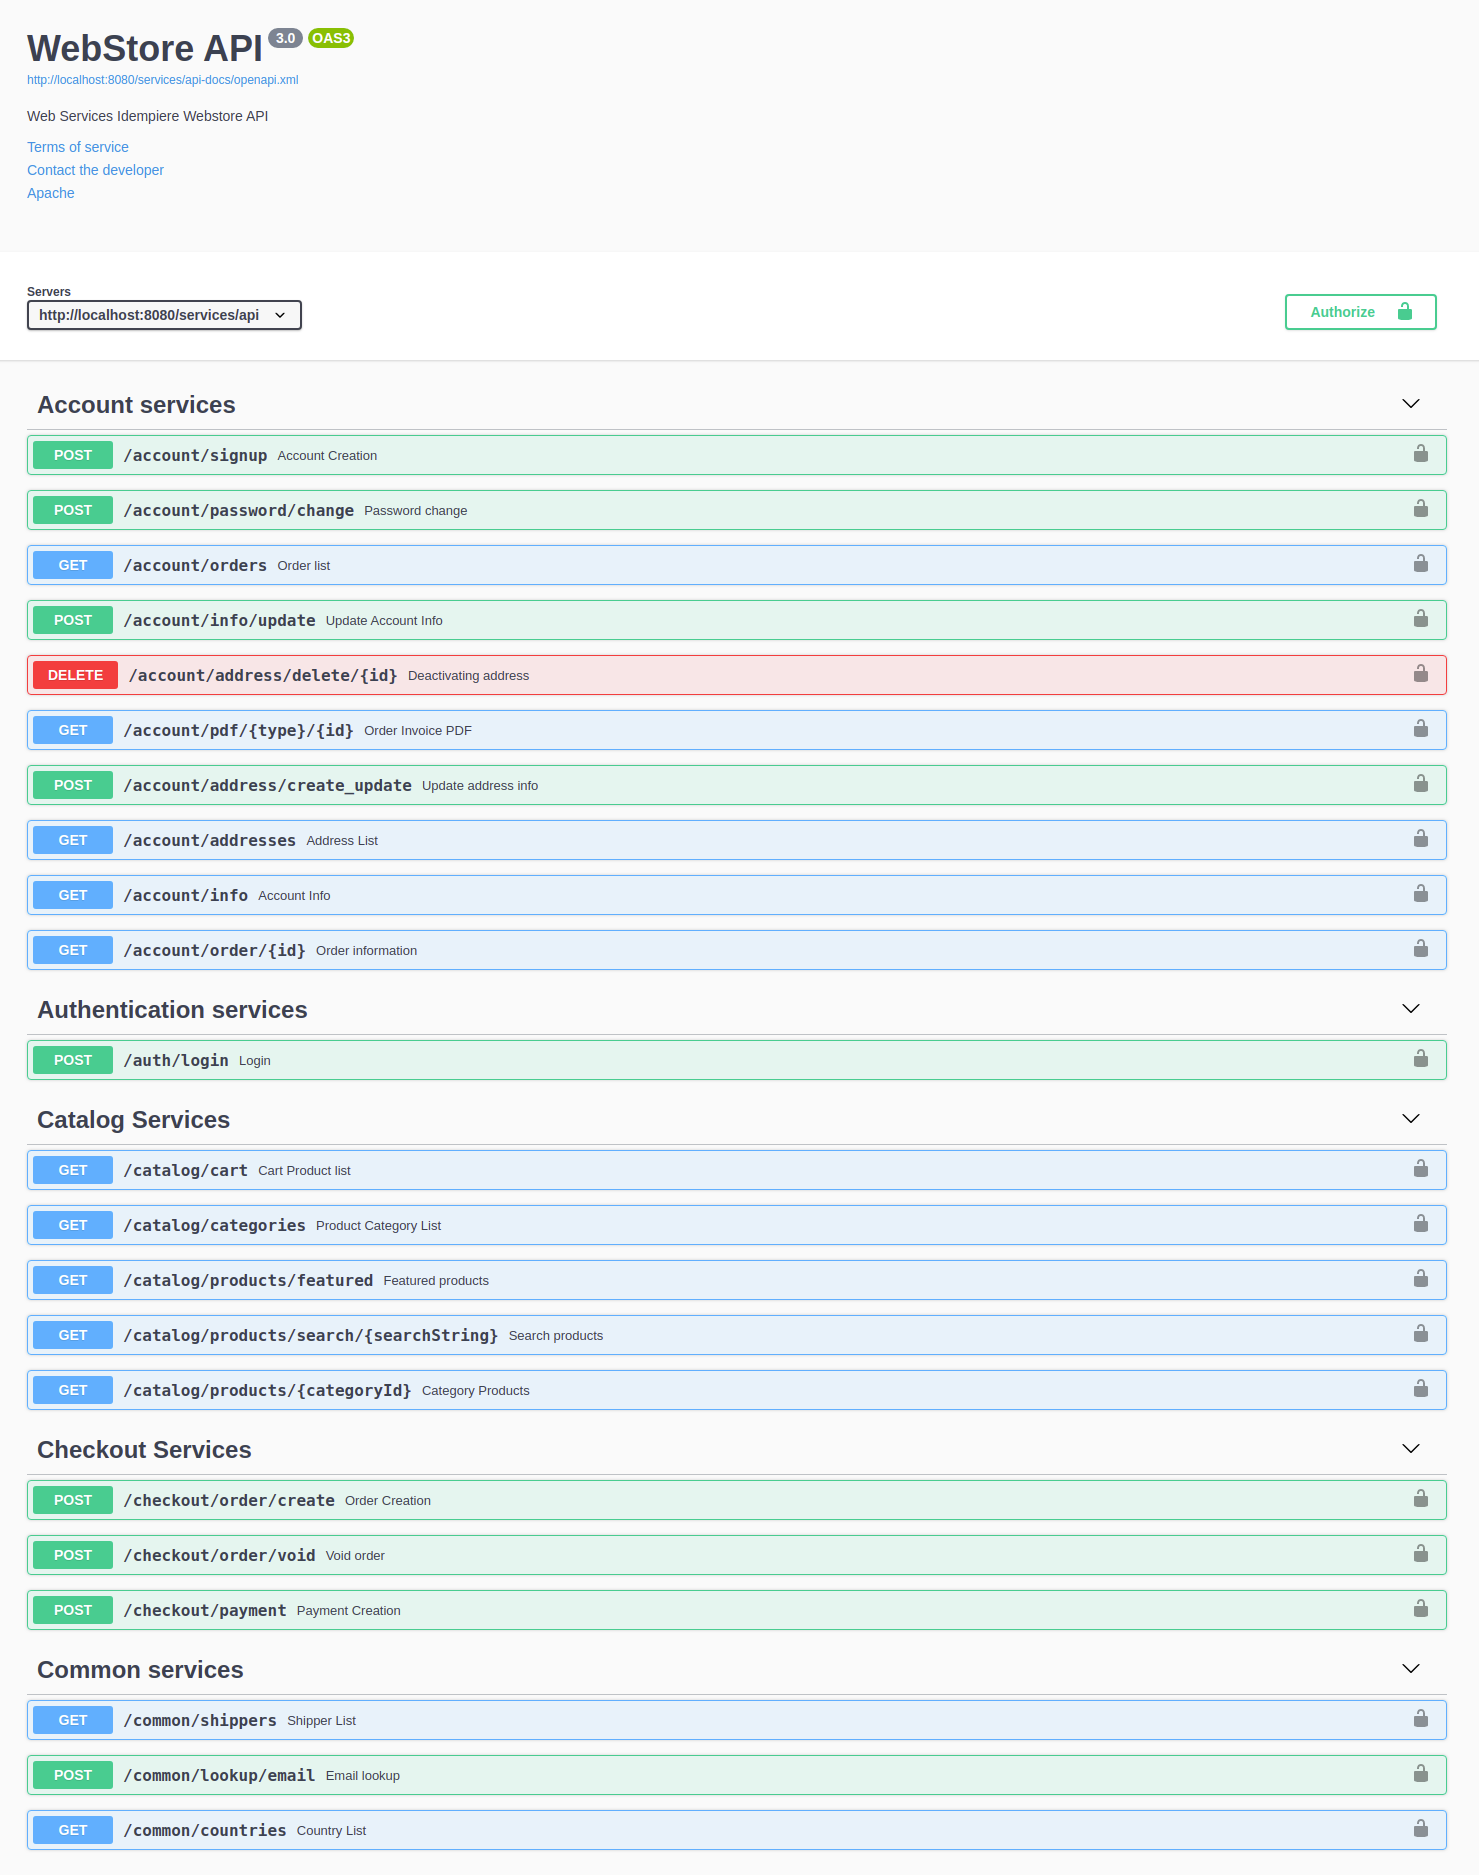 WebStore API 3.0 OAS3
http://localhost:8080/services/api-docs/openapi.xml
Web Services Idempiere Webstore API
Terms of service
Contact the developer
Apache
Servers
http://localhost:8080/services/api
Authorize
Account services
POST /account/signup Account Creation
POST /account/password/change Password change
GET /account/orders Order list
POST /account/info/update Update Account Info
DELETE /account/address/delete/{id} Deactivating address
GET /account/pdf/{type}/{id} Order Invoice PDF
POST /account/address/create_update Update address info
GET /account/addresses Address List
GET /account/info Account Info
GET /account/order/{id} Order information
Authentication services
POST /auth/login Login
Catalog Services
GET /catalog/cart Cart Product list
GET /catalog/categories Product Category List
GET /catalog/products/featured Featured products
GET /catalog/products/search/{searchString} Search products
GET /catalog/products/{categoryId} Category Products
Checkout Services
POST /checkout/order/create Order Creation
POST /checkout/order/void Void order
POST /checkout/payment Payment Creation
Common services
GET /common/shippers Shipper List
POST /common/lookup/email Email lookup
GET /common/countries Country List